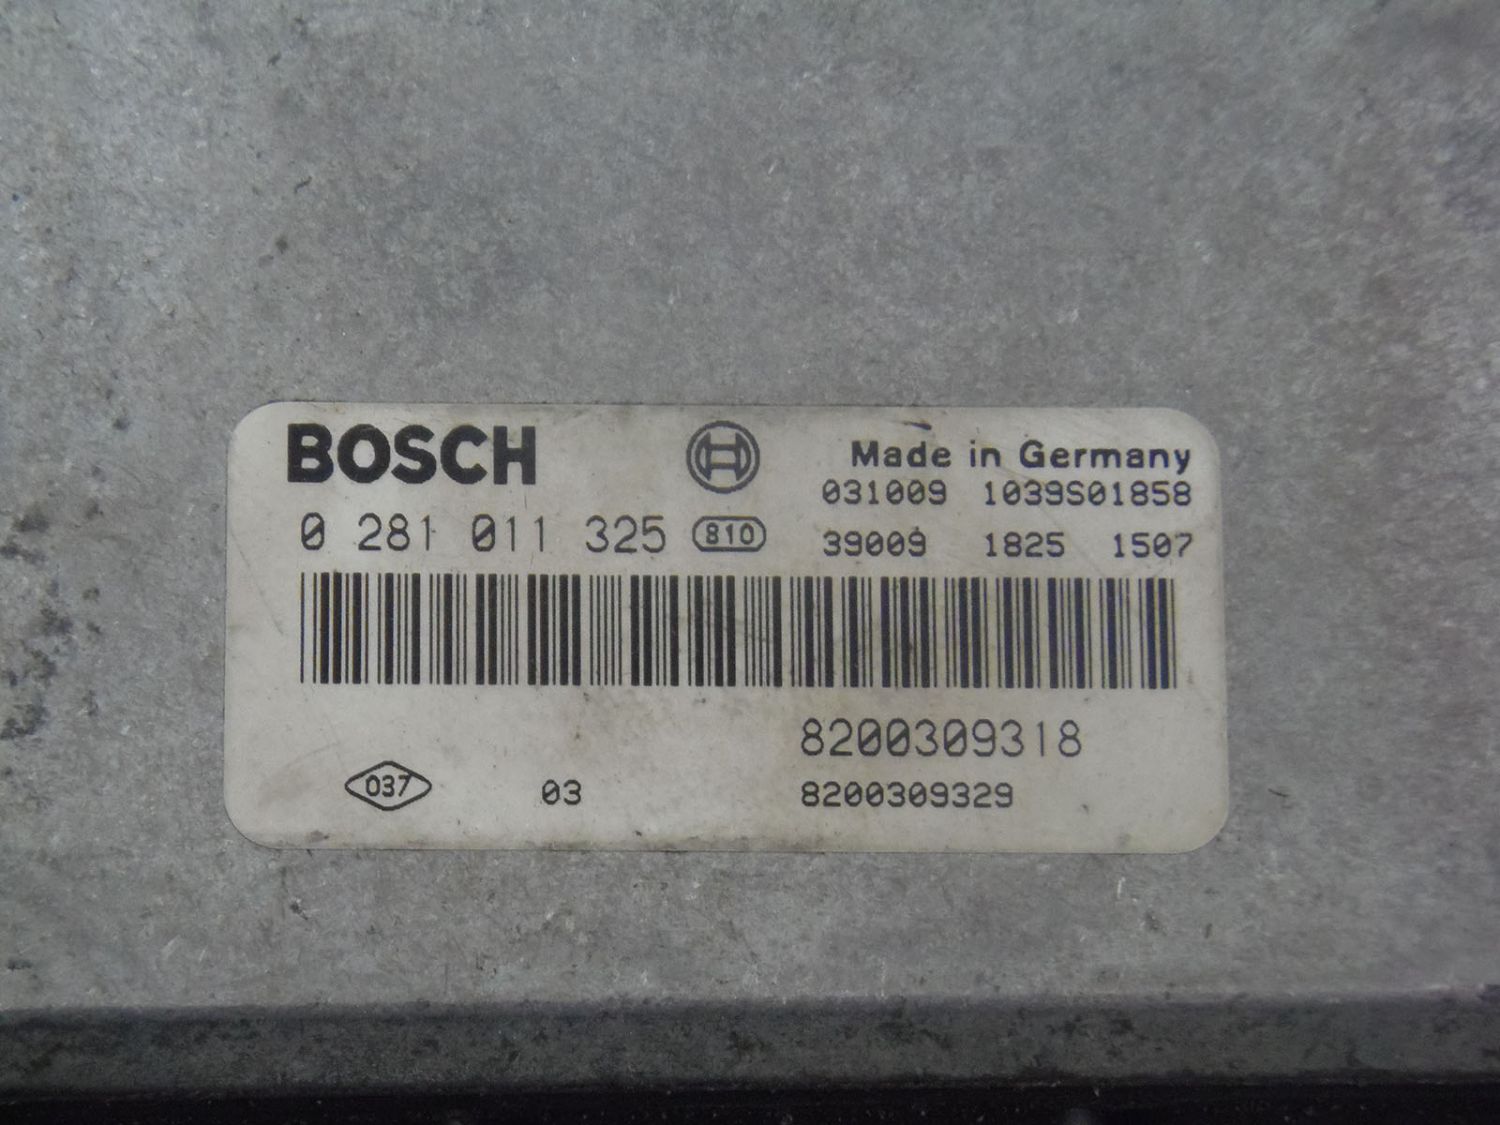 BOSCH
Made in Germany
031009 1039S01858
0 281 011 325 810
39009 1825 1507
8200309318
037 03 8200309329